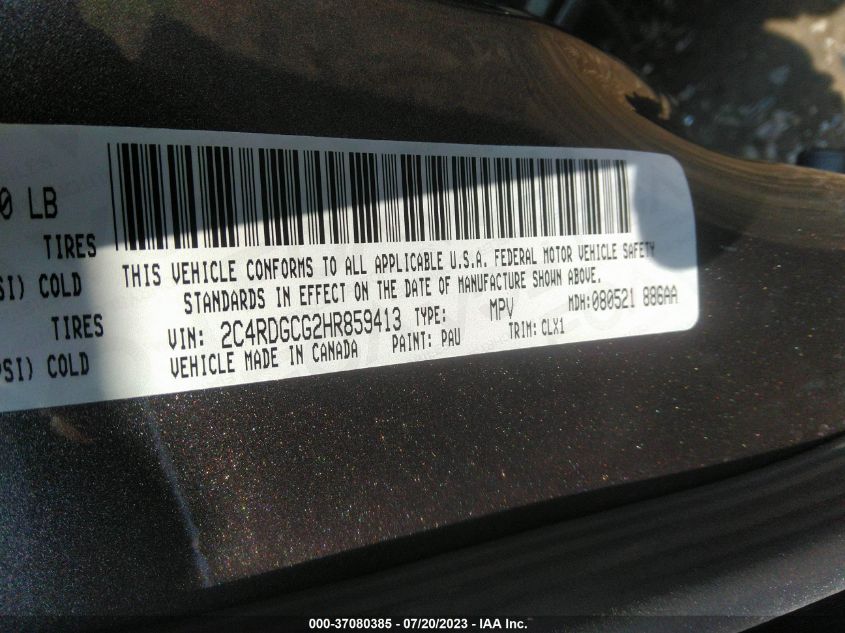 0 LB
TIRES
SI) COLD
TIRES
PSI) COLD
THIS VEHICLE CONFORMS TO ALL APPLICABLE U.S.A. FEDERAL MOTOR VEHICLE SAFETY
STANDARDS IN EFFECT ON THE DATE OF MANUFACTURE SHOWN ABOVE.
VIN: 2C4RDGCG2HR859413 TYPE: MPV MDH:080521 886AA
VEHICLE MADE IN CANADA PAINT: PAU TRIM: CLX1
000-37080385 - 07/20/2023 - IAA Inc.